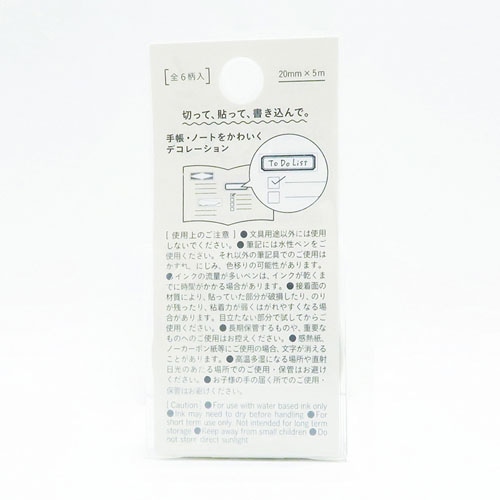 [全6柄入]
20mm×5m
切って、貼って、書き込んで。
手帳・ノートをかわいく
デコレーション
To Do List
[ 使用上のご注意 ] ●文具用途以外には使用
しないでください。●筆記には水性ペンをご
使用ください。それ以外の筆記具でのご使用は
かすれ、にじみ、色移りの可能性があります。
●インクの流量が多いペンは、インクが乾くま
でに時間がかかる場合があります。●接着面の
材質により、貼っていた部分が破損したり、のり
が残ったり、粘着力が弱くはがれやすくなる場
合があります。目立たない部分で試してからご
使用ください。●長期保管するものや、重要な
ものへのご使用はお控えください。●感熱紙、
ノーカーボン紙等にご使用の場合、文字が消える
ことがあります。●高温多湿になる場所や直射
日光のあたる場所でのご使用・保管はお避け
ください。●お子様の手の届く所でのご使用・
保管はお避けください。
[Caution] ●For use with water based ink only
●Ink may need to dry before handling ●For
short term use only. Not intended for long term
storage ●Keep away from small children ●Do
not store direct sunlight